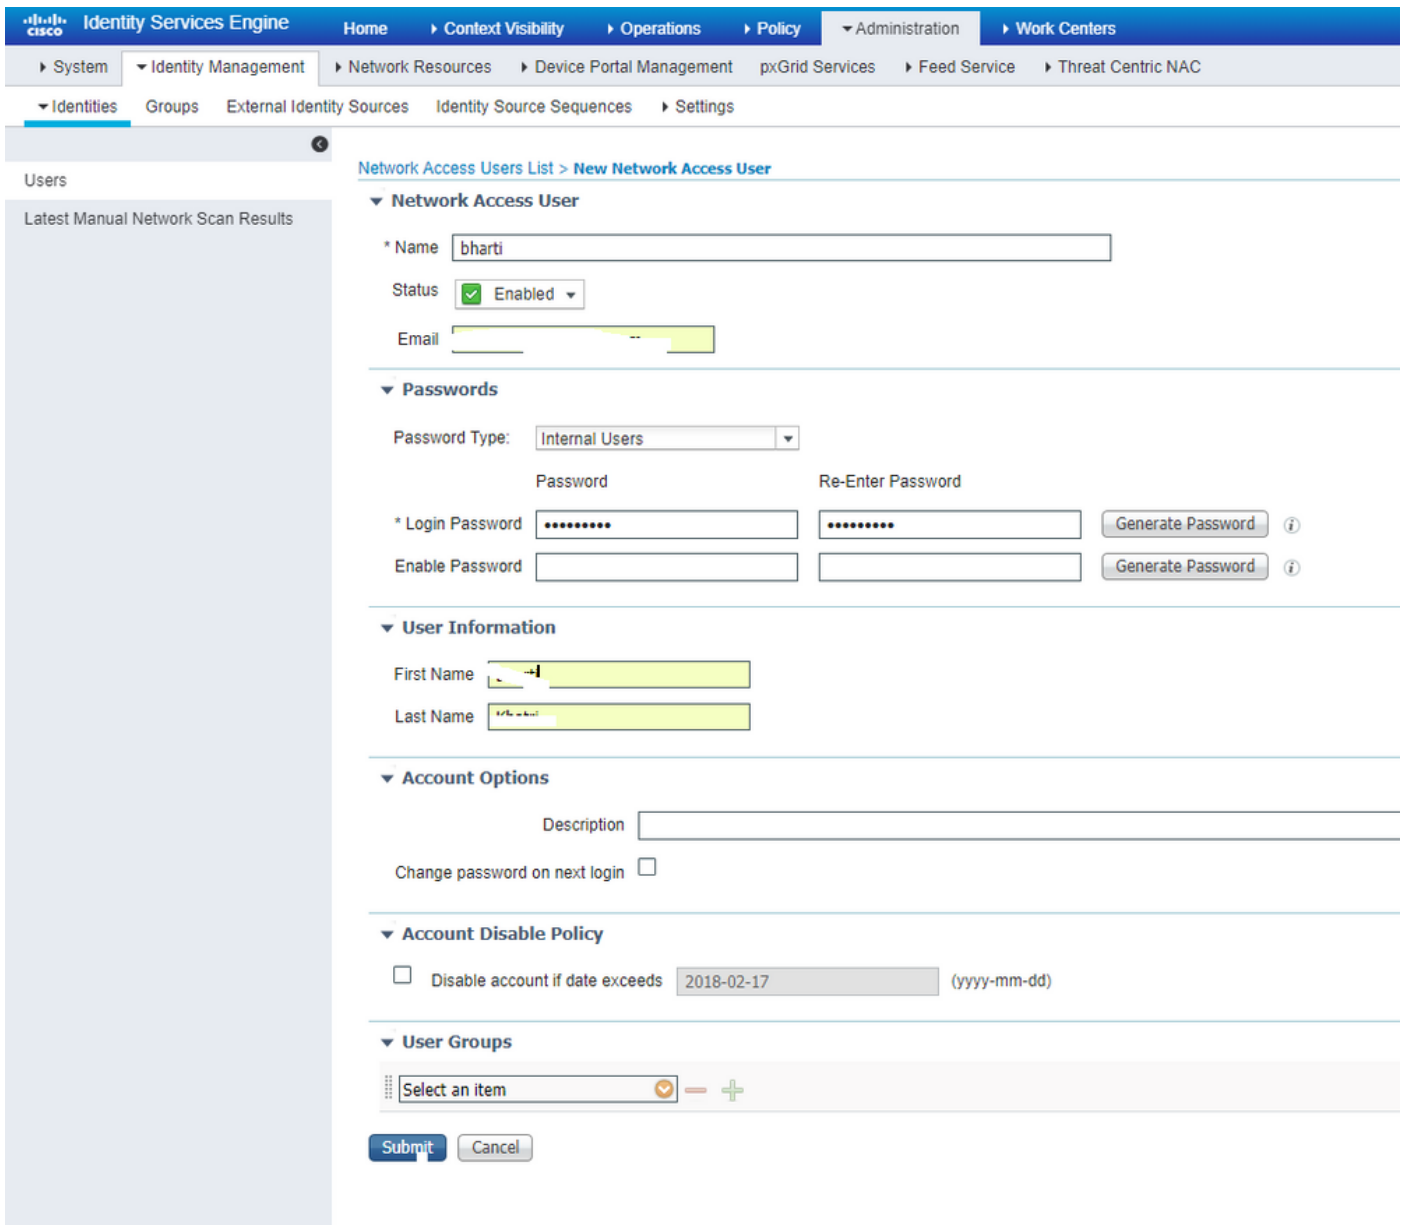 cisco Identity Services Engine Home Context Visibility Operations Policy Administration Work Centers
System Identity Management Network Resources Device Portal Management pxGrid Services Feed Service Threat Centric NAC
Identities Groups External Identity Sources Identity Source Sequences Settings
Users
Latest Manual Network Scan Results
Network Access Users List > New Network Access User
Network Access User
* Name bharti
Status Enabled
Email
Passwords
Password Type: Internal Users
Password Re-Enter Password
* Login Password ••••••••• ••••••••• Generate Password i
Enable Password Generate Password i
User Information
First Name
Last Name
Account Options
Description
Change password on next login
Account Disable Policy
Disable account if date exceeds 2018-02-17 (yyyy-mm-dd)
User Groups
Select an item
Submit Cancel